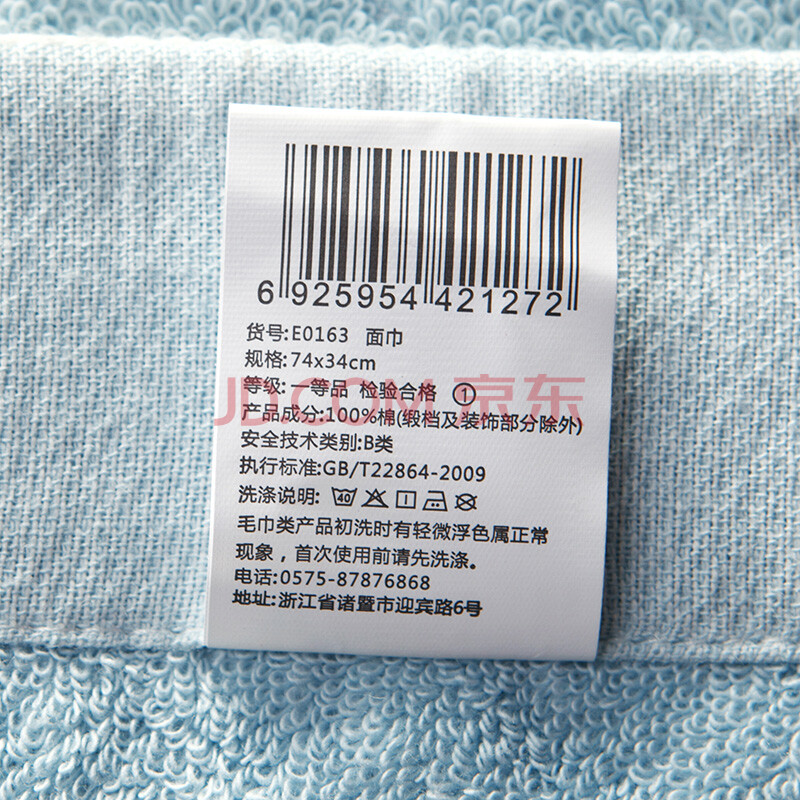 6 925954 421272
货号:E0163 面巾
规格:74x34cm
等级:一等品 检验合格 ①
JD.COM 京东
产品成分:100%棉(缎档及装饰部分除外)
安全技术类别:B类
执行标准:GB/T22864-2009
洗涤说明: 40
毛巾类产品初洗时有轻微浮色属正常
现象，首次使用前请先洗涤。
电话:0575-87876868
地址:浙江省诸暨市迎宾路6号